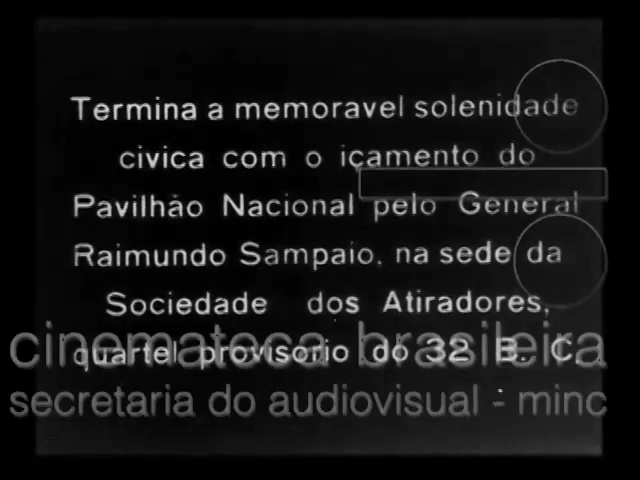 Termina a memoravel solenidade
civica com o içamento do
Pavilhão Nacional pelo General
Raimundo Sampaio, na sede da
Sociedade dos Atiradores,
quartel provisorio do 32 B. C.
cinemateca brasileira
secretaria do audiovisual - minc